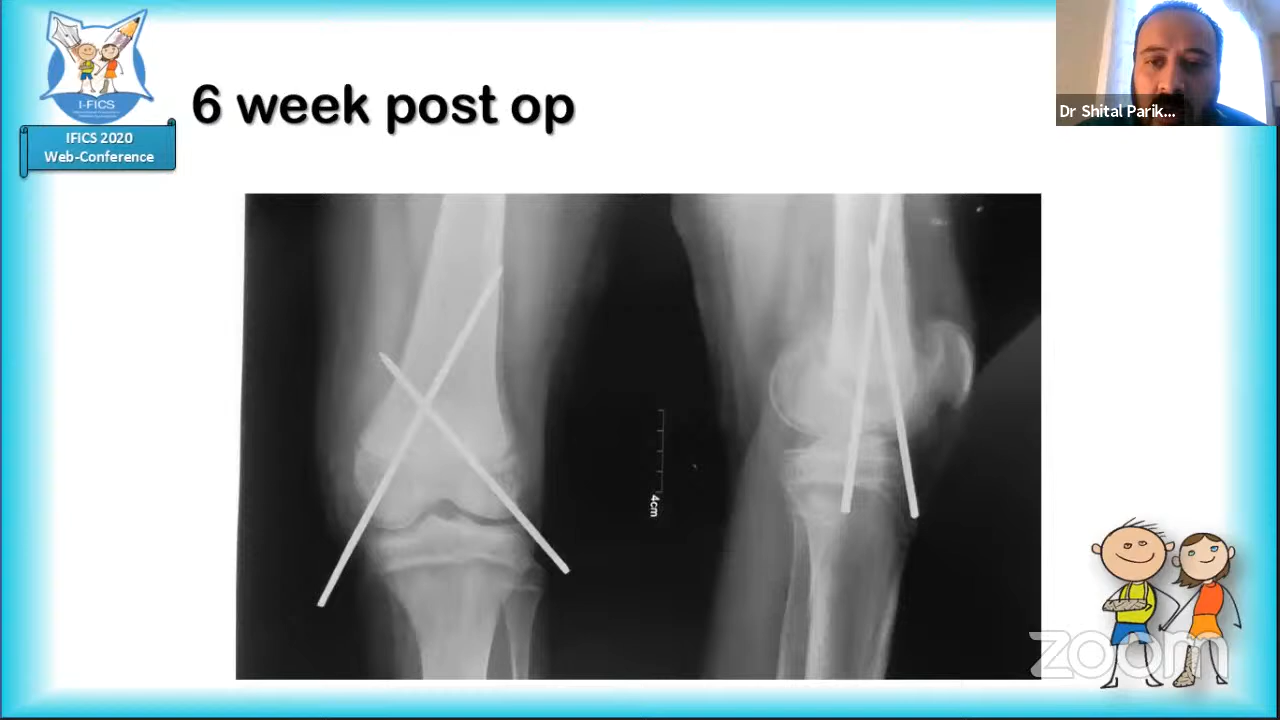 I-FICS
IFICS 2020
Web-Conference
6 week post op
Dr Shital Parik...
4cm
zoom